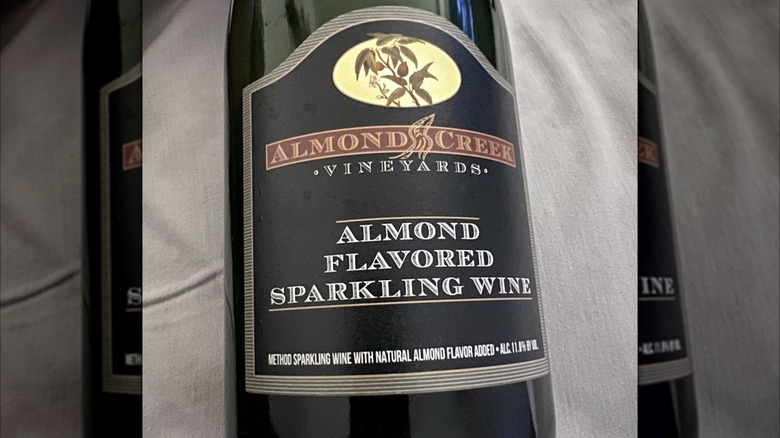 ALMOND CREEK
· VINEYARDS ·
ALMOND
FLAVORED
SPARKLING WINE
METHOD SPARKLING WINE WITH NATURAL ALMOND FLAVOR ADDED • ALC. 11.8% BY VOL.